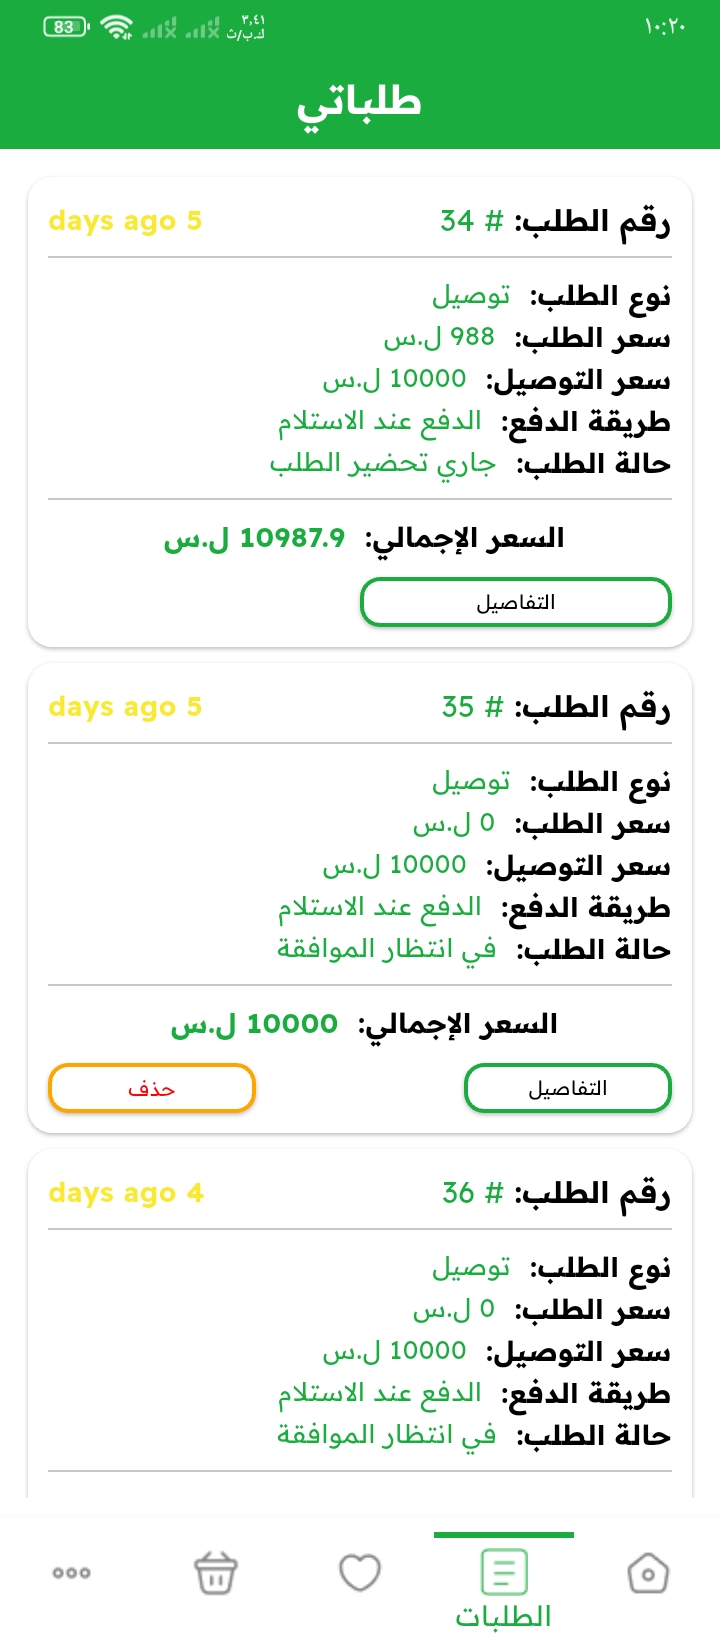 ١٠:٢٠
٣,٤١ ك.ب/ث
83
طلباتي
رقم الطلب: # 34
5 days ago
نوع الطلب: توصيل
سعر الطلب: 988 ل.س
سعر التوصيل: 10000 ل.س
طريقة الدفع: الدفع عند الاستلام
حالة الطلب: جاري تحضير الطلب
السعر الإجمالي: 10987.9 ل.س
التفاصيل
رقم الطلب: # 35
5 days ago
نوع الطلب: توصيل
سعر الطلب: 0 ل.س
سعر التوصيل: 10000 ل.س
طريقة الدفع: الدفع عند الاستلام
حالة الطلب: في انتظار الموافقة
السعر الإجمالي: 10000 ل.س
التفاصيل
حذف
رقم الطلب: # 36
4 days ago
نوع الطلب: توصيل
سعر الطلب: 0 ل.س
سعر التوصيل: 10000 ل.س
طريقة الدفع: الدفع عند الاستلام
حالة الطلب: في انتظار الموافقة
الطلبات